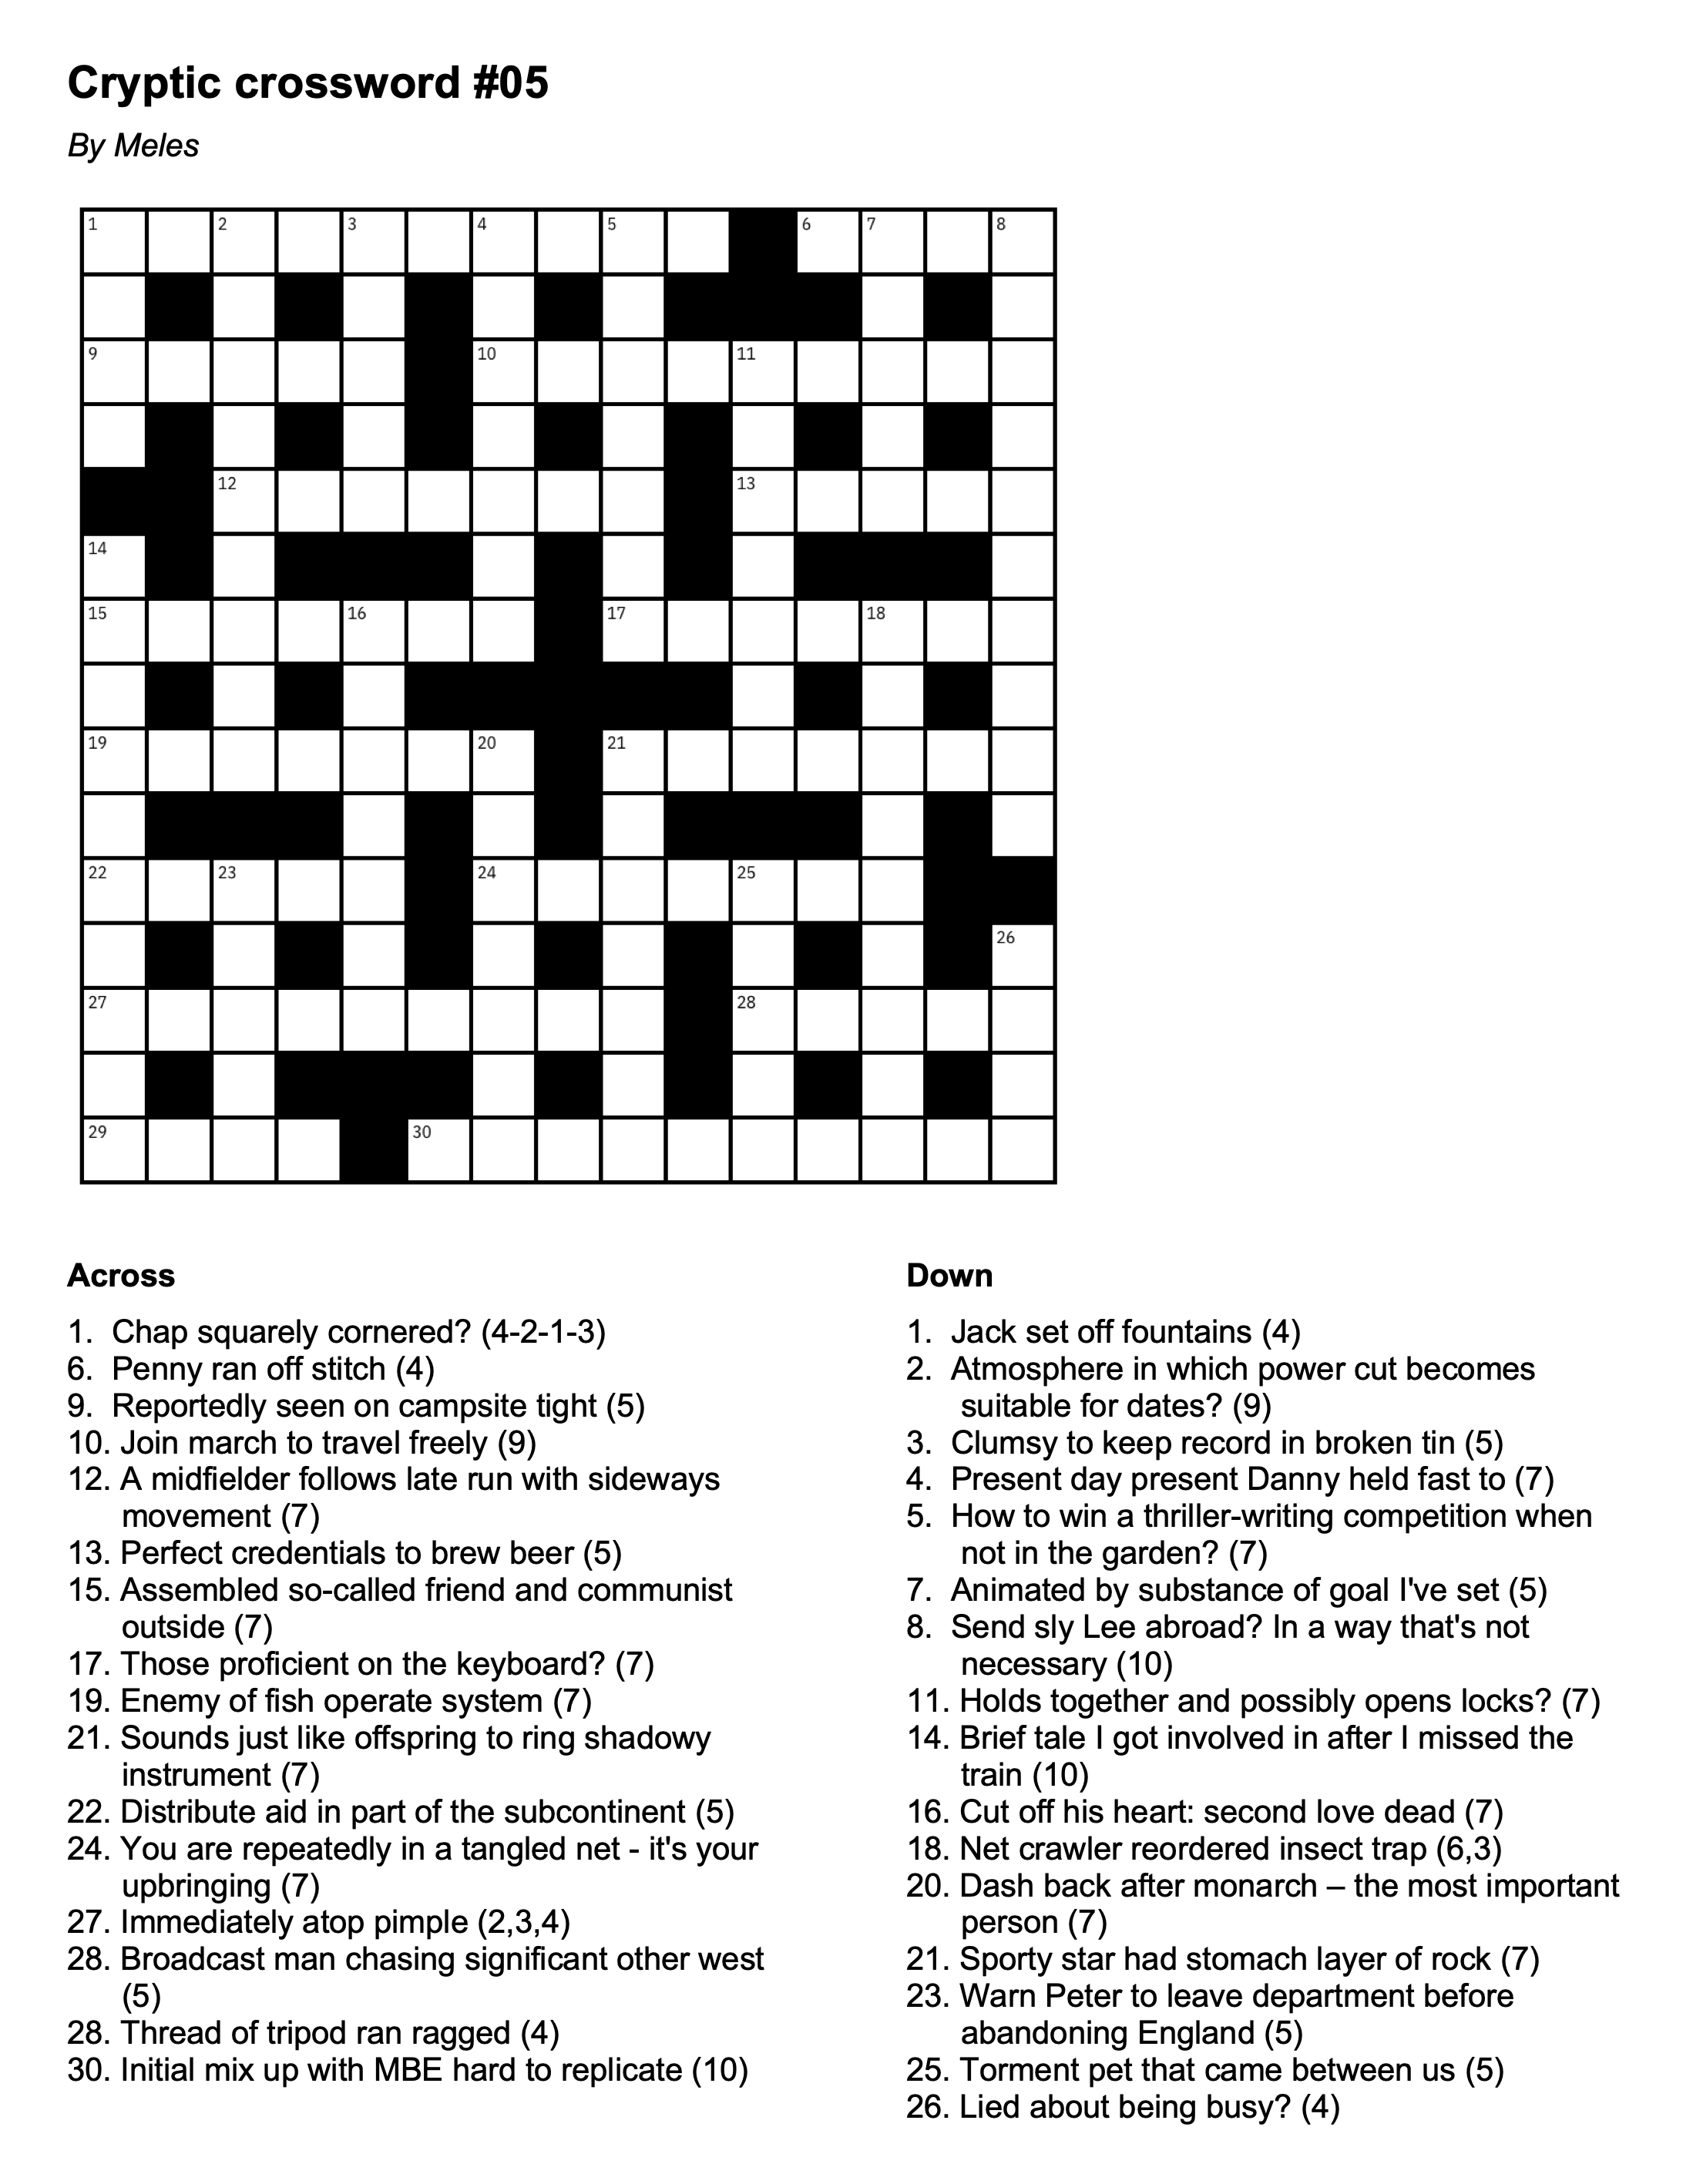 Cryptic crossword #05
By Meles
1 2 3 4 5 6 7 8
9 10 11
12 13
14
15 16 17 18
19 20 21
22 23 24 25
26
27 28
29 30
Across
1. Chap squarely cornered? (4-2-1-3)
6. Penny ran off stitch (4)
9. Reportedly seen on campsite tight (5)
10. Join march to travel freely (9)
12. A midfielder follows late run with sideways
movement (7)
13. Perfect credentials to brew beer (5)
15. Assembled so-called friend and communist
outside (7)
17. Those proficient on the keyboard? (7)
19. Enemy of fish operate system (7)
21. Sounds just like offspring to ring shadowy
instrument (7)
22. Distribute aid in part of the subcontinent (5)
24. You are repeatedly in a tangled net - it's your
upbringing (7)
27. Immediately atop pimple (2,3,4)
28. Broadcast man chasing significant other west
(5)
28. Thread of tripod ran ragged (4)
30. Initial mix up with MBE hard to replicate (10)
Down
1. Jack set off fountains (4)
2. Atmosphere in which power cut becomes
suitable for dates? (9)
3. Clumsy to keep record in broken tin (5)
4. Present day present Danny held fast to (7)
5. How to win a thriller-writing competition when
not in the garden? (7)
7. Animated by substance of goal I've set (5)
8. Send sly Lee abroad? In a way that's not
necessary (10)
11. Holds together and possibly opens locks? (7)
14. Brief tale I got involved in after I missed the
train (10)
16. Cut off his heart: second love dead (7)
18. Net crawler reordered insect trap (6,3)
20. Dash back after monarch – the most important
person (7)
21. Sporty star had stomach layer of rock (7)
23. Warn Peter to leave department before
abandoning England (5)
25. Torment pet that came between us (5)
26. Lied about being busy? (4)